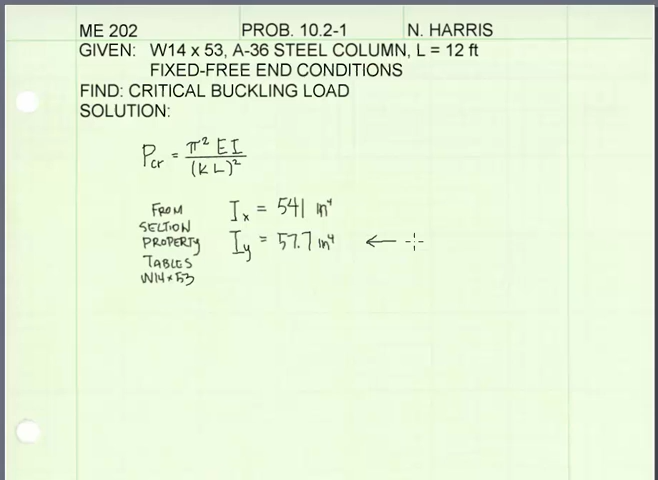 ME 202 PROB. 10.2-1 N. HARRIS
GIVEN: W14 x 53, A-36 STEEL COLUMN, L = 12 ft
FIXED-FREE END CONDITIONS
FIND: CRITICAL BUCKLING LOAD
SOLUTION:
Pcr = π² EI / (KL)²
FROM SECTION PROPERTY TABLES W14×53
Ix = 541 in⁴
Iy = 57.7 in⁴ ←